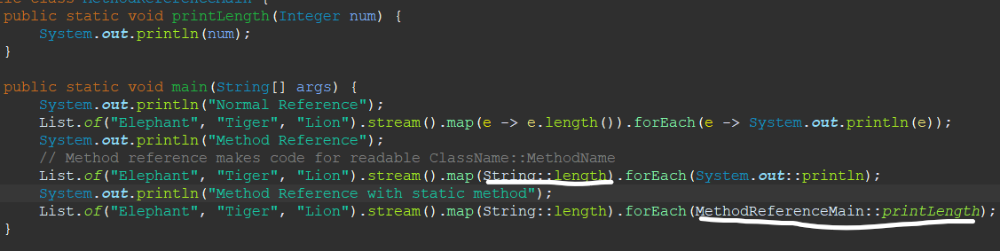 public class MethodReferenceMain {
public static void printLength(Integer num) {
System.out.println(num);
}
public static void main(String[] args) {
System.out.println("Normal Reference");
List.of("Elephant", "Tiger", "Lion").stream().map(e -> e.length()).forEach(e -> System.out.println(e));
System.out.println("Method Reference");
// Method reference makes code for readable ClassName::MethodName
List.of("Elephant", "Tiger", "Lion").stream().map(String::length).forEach(System.out::println);
System.out.println("Method Reference with static method");
List.of("Elephant", "Tiger", "Lion").stream().map(String::length).forEach(MethodReferenceMain::printLength);
}